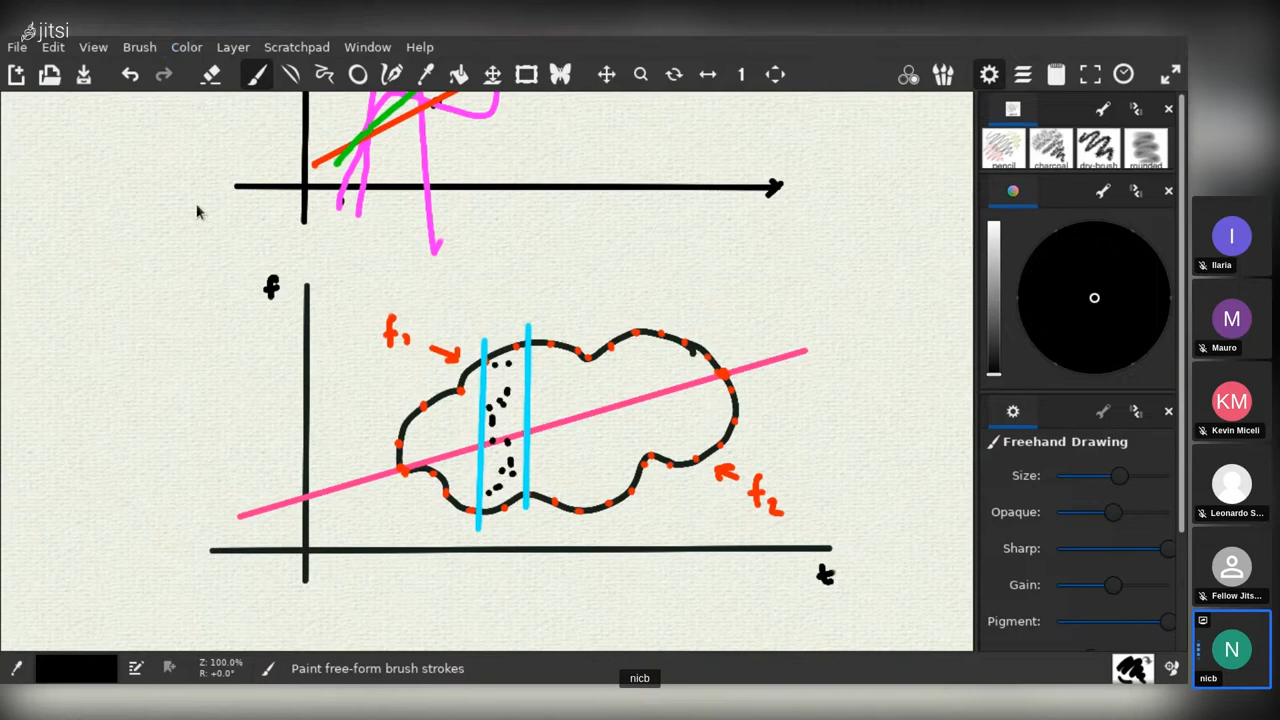 jitsi
File Edit View Brush Color Layer Scratchpad Window Help
1
pencil charcoal dry-brush rounded
f
f1
f2
t
Freehand Drawing
Size:
Opaque:
Sharp:
Gain:
Pigment:
Z: 100.0%
R: +0.0°
Paint free-form brush strokes
nicb
I
Ilaria
M
Mauro
KM
Kevin Miceli
Leonardo S...
Fellow Jits...
N
nicb